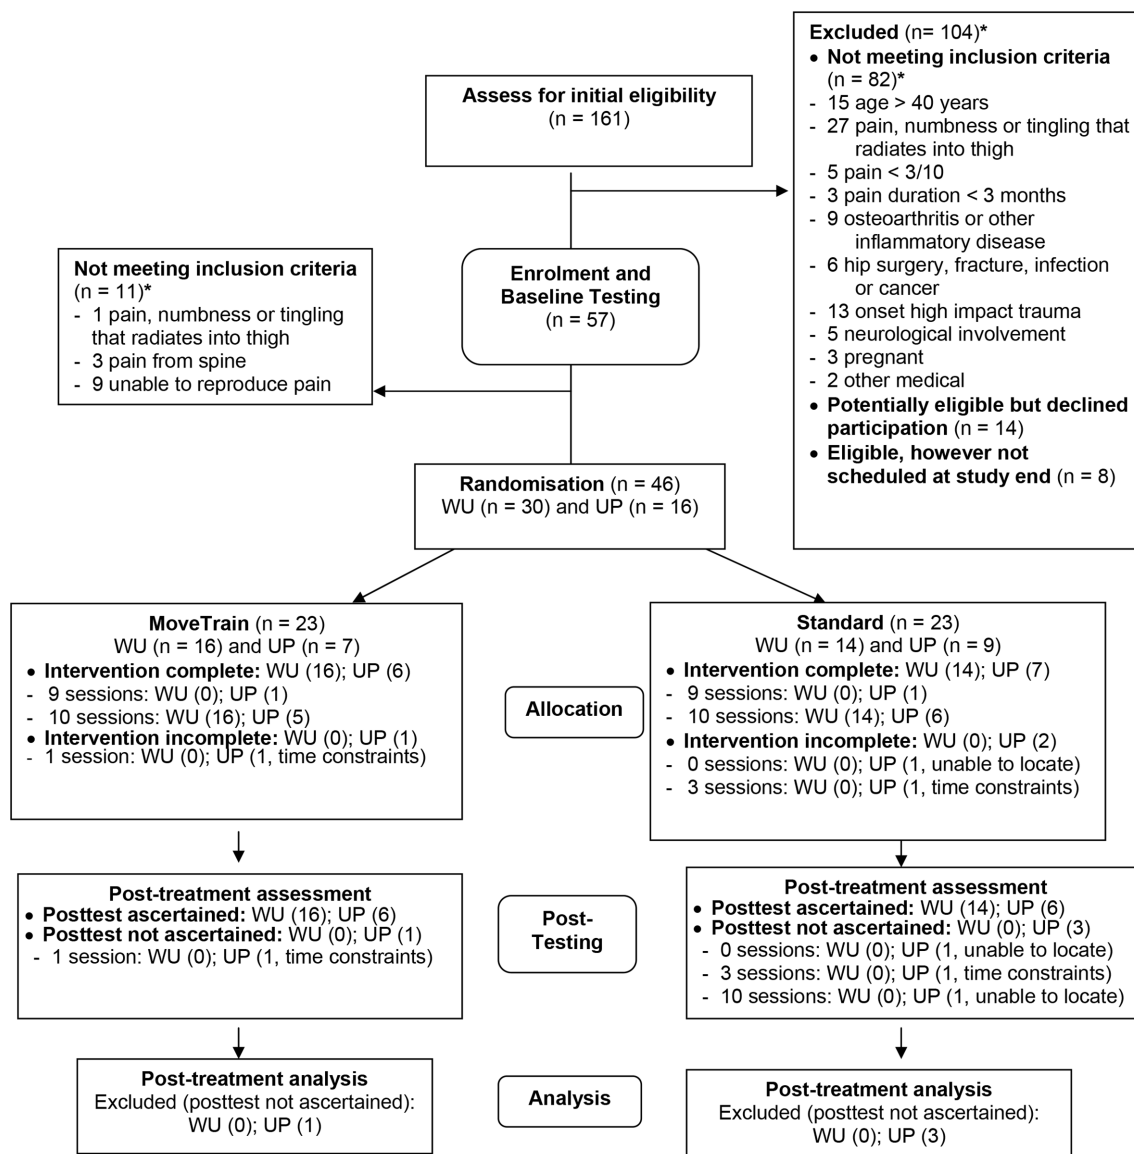 Assess for initial eligibility
(n = 161)
Excluded (n= 104)*
• Not meeting inclusion criteria
(n = 82)*
- 15 age > 40 years
- 27 pain, numbness or tingling that
radiates into thigh
- 5 pain < 3/10
- 3 pain duration < 3 months
- 9 osteoarthritis or other
inflammatory disease
- 6 hip surgery, fracture, infection
or cancer
- 13 onset high impact trauma
- 5 neurological involvement
- 3 pregnant
- 2 other medical
• Potentially eligible but declined
participation (n = 14)
• Eligible, however not
scheduled at study end (n = 8)
Enrolment and
Baseline Testing
(n = 57)
Not meeting inclusion criteria
(n = 11)*
- 1 pain, numbness or tingling
that radiates into thigh
- 3 pain from spine
- 9 unable to reproduce pain
Randomisation (n = 46)
WU (n = 30) and UP (n = 16)
MoveTrain (n = 23)
WU (n = 16) and UP (n = 7)
• Intervention complete: WU (16); UP (6)
- 9 sessions: WU (0); UP (1)
- 10 sessions: WU (16); UP (5)
• Intervention incomplete: WU (0); UP (1)
- 1 session: WU (0); UP (1, time constraints)
Allocation
Standard (n = 23)
WU (n = 14) and UP (n = 9)
• Intervention complete: WU (14); UP (7)
- 9 sessions: WU (0); UP (1)
- 10 sessions: WU (14); UP (6)
• Intervention incomplete: WU (0); UP (2)
- 0 sessions: WU (0); UP (1, unable to locate)
- 3 sessions: WU (0); UP (1, time constraints)
Post-treatment assessment
• Posttest ascertained: WU (16); UP (6)
• Posttest not ascertained: WU (0); UP (1)
- 1 session: WU (0); UP (1, time constraints)
Post-
Testing
Post-treatment assessment
• Posttest ascertained: WU (14); UP (6)
• Posttest not ascertained: WU (0); UP (3)
- 0 sessions: WU (0); UP (1, unable to locate)
- 3 sessions: WU (0); UP (1, time constraints)
- 10 sessions: WU (0); UP (1, unable to locate)
Post-treatment analysis
Excluded (posttest not ascertained):
WU (0); UP (1)
Analysis
Post-treatment analysis
Excluded (posttest not ascertained):
WU (0); UP (3)